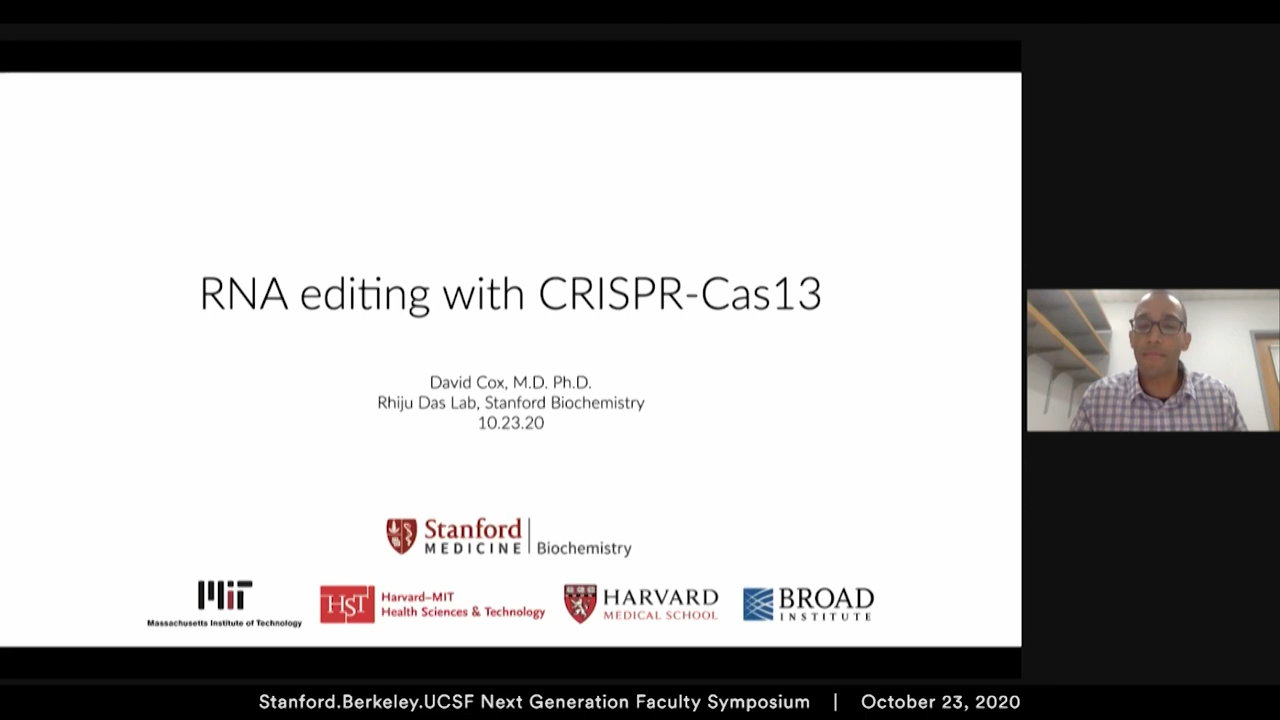 RNA editing with CRISPR-Cas13
David Cox, M.D. Ph.D.
Rhiju Das Lab, Stanford Biochemistry
10.23.20
Stanford
MEDICINE
Biochemistry
MIT
Massachusetts Institute of Technology
HST
Harvard–MIT
Health Sciences & Technology
HARVARD
MEDICAL SCHOOL
BROAD
INSTITUTE
Stanford.Berkeley.UCSF Next Generation Faculty Symposium | October 23, 2020